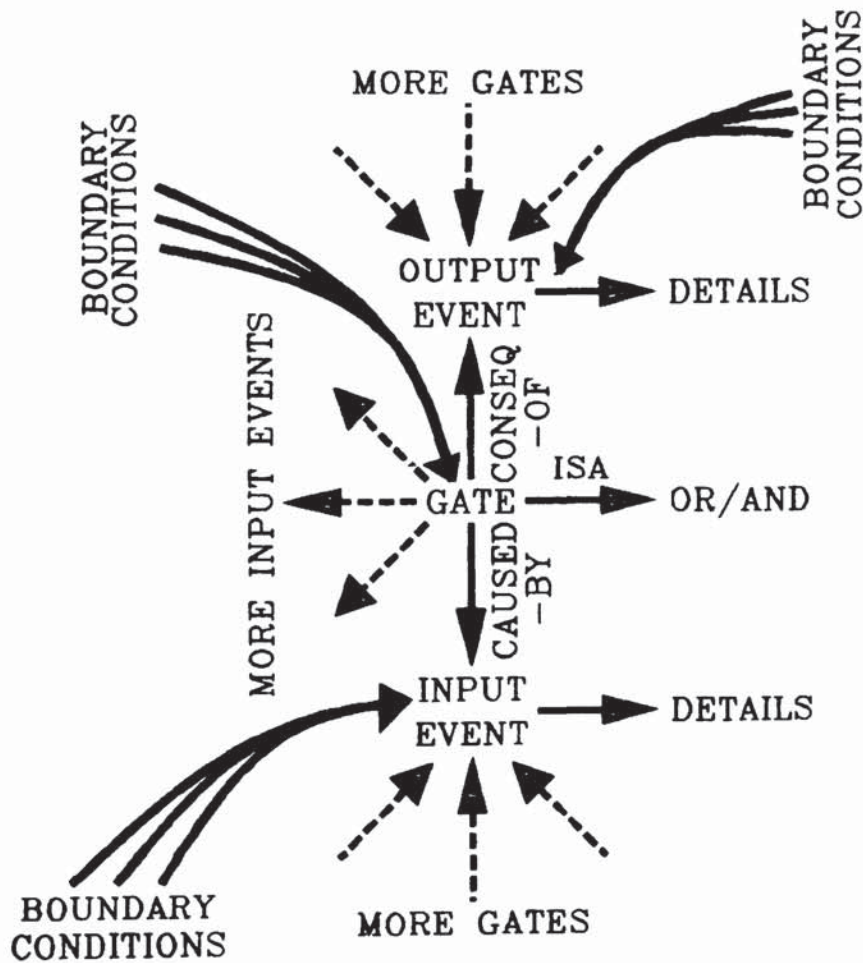 MORE GATES
BOUNDARY
CONDITIONS
BOUNDARY
CONDITIONS
OUTPUT
EVENT
DETAILS
CONSEQ
-OF
MORE INPUT EVENTS
ISA
GATE
OR/AND
CAUSED
-BY
INPUT
EVENT
DETAILS
BOUNDARY
CONDITIONS
MORE GATES